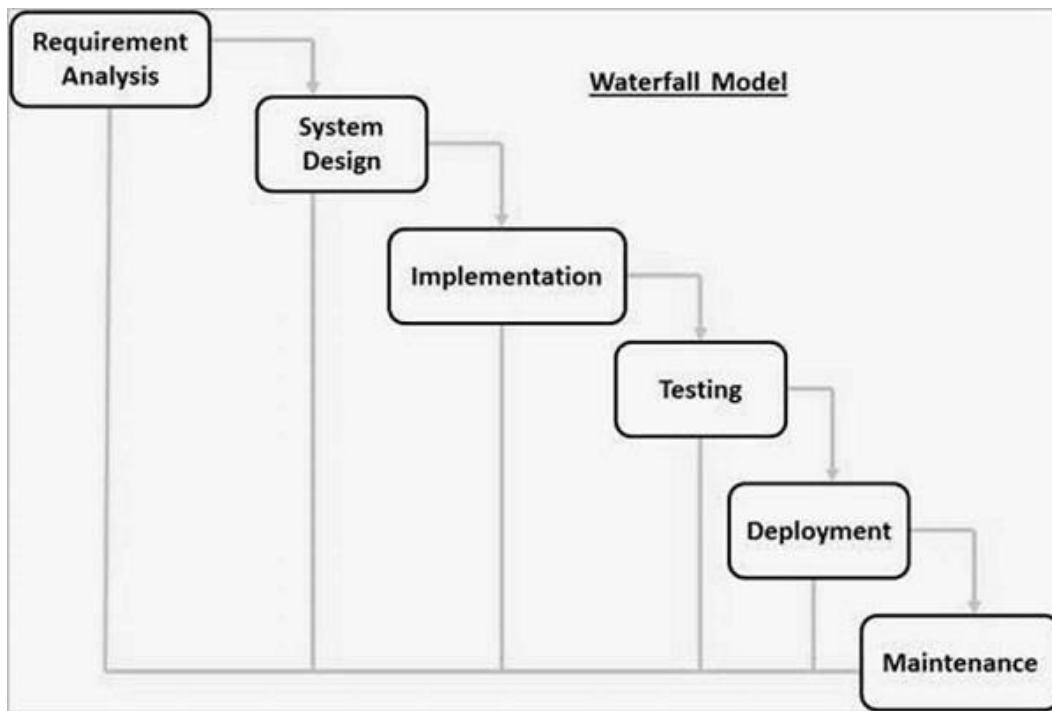 Requirement
Analysis
Waterfall Model
System
Design
Implementation
Testing
Deployment
Maintenance